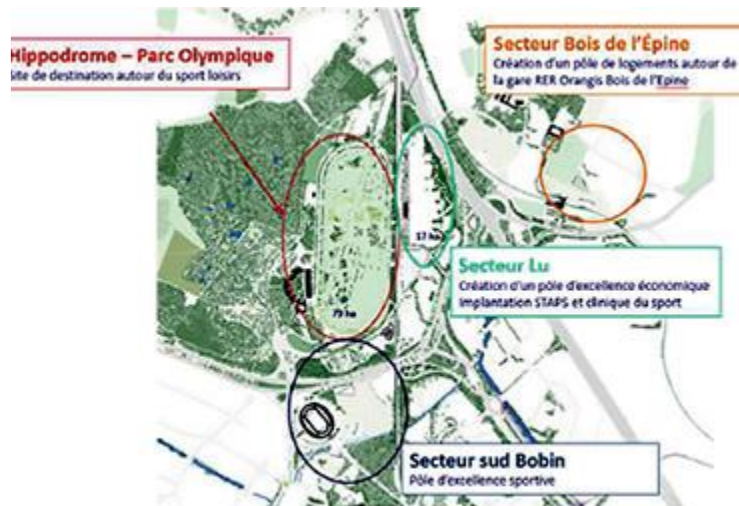 Hippodrome – Parc Olympique
Site de destination autour du sport loisirs
Secteur Bois de l'Épine
Création d'un pôle de logements autour de
la gare RER Orangis Bois de l'Epine
17 ha
Secteur Lu
Création d'un pôle d'excellence économique
Implantation STAPS et clinique du sport
Secteur sud Bobin
Pôle d'excellence sportive